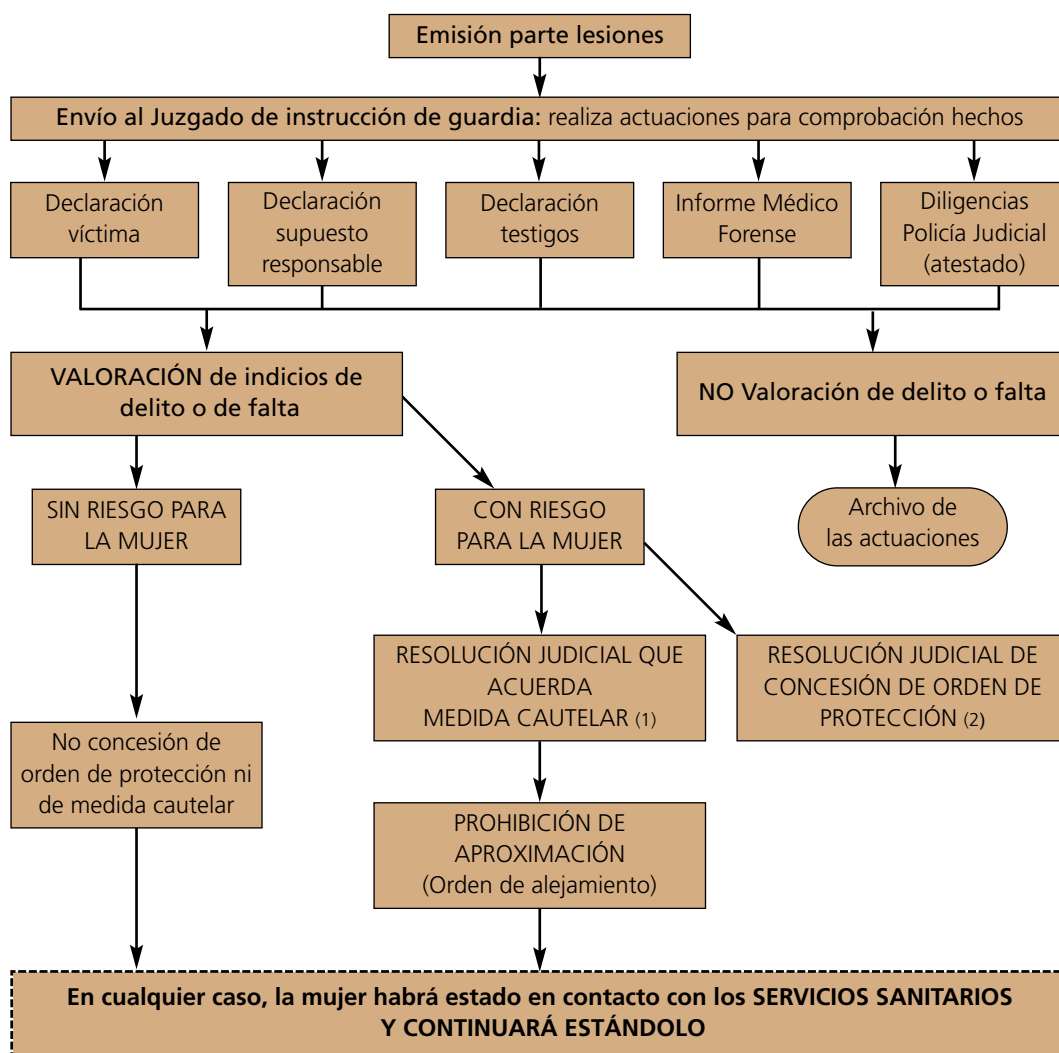 Emisión parte lesiones
Envío al Juzgado de instrucción de guardia: realiza actuaciones para comprobación hechos
Declaración
víctima
Declaración
supuesto
responsable
Declaración
testigos
Informe Médico
Forense
Diligencias
Policía Judicial
(atestado)
VALORACIÓN de indicios de
delito o de falta
NO Valoración de delito o falta
SIN RIESGO PARA
LA MUJER
CON RIESGO
PARA LA MUJER
Archivo de
las actuaciones
RESOLUCIÓN JUDICIAL QUE
ACUERDA
MEDIDA CAUTELAR (1)
RESOLUCIÓN JUDICIAL DE
CONCESIÓN DE ORDEN DE
PROTECCIÓN (2)
No concesión de
orden de protección ni
de medida cautelar
PROHIBICIÓN DE
APROXIMACIÓN
(Orden de alejamiento)
En cualquier caso, la mujer habrá estado en contacto con los SERVICIOS SANITARIOS
Y CONTINUARÁ ESTÁNDOLO